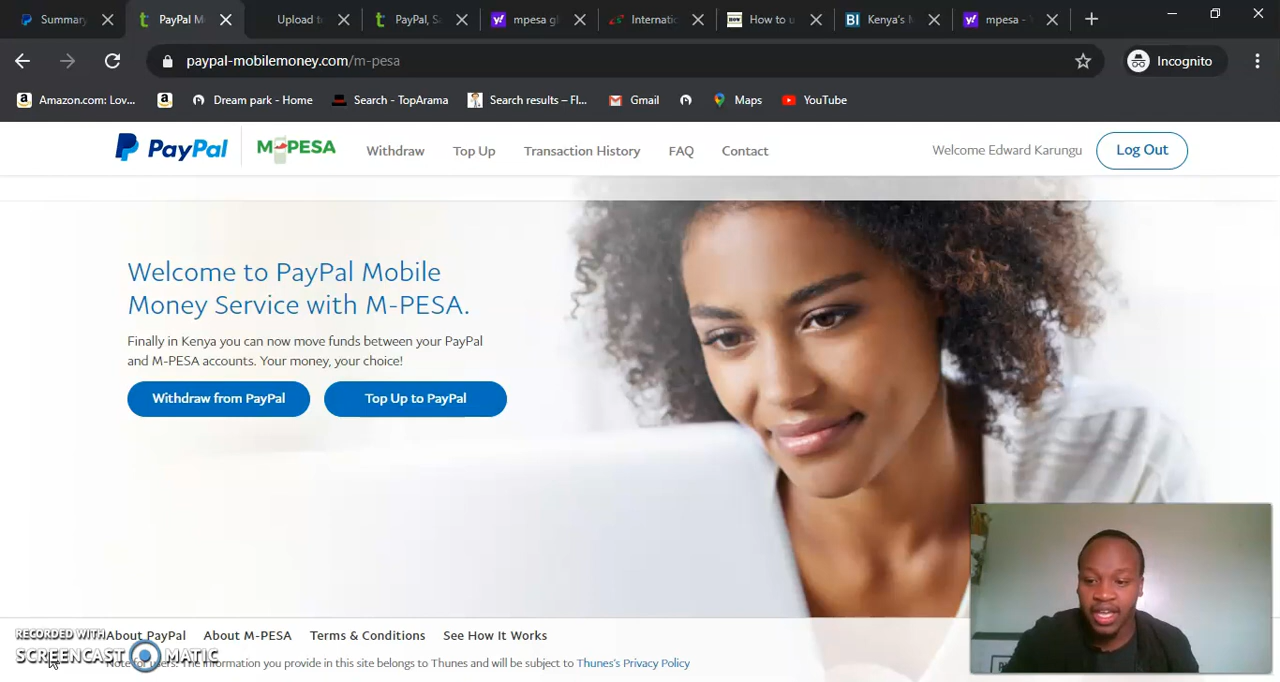 Summary
PayPal M
Upload t
PayPal, S
mpesa gl
Internatio
How to u
Kenya's
mpesa -
paypal-mobilemoney.com/m-pesa
Incognito
Amazon.com: Lov...
Dream park - Home
Search - TopArama
Search results – Fl...
Gmail
Maps
YouTube
PayPal
M-PESA
Withdraw
Top Up
Transaction History
FAQ
Contact
Welcome Edward Karungu
Log Out
Welcome to PayPal Mobile
Money Service with M-PESA.
Finally in Kenya you can now move funds between your PayPal
and M-PESA accounts. Your money, your choice!
Withdraw from PayPal
Top Up to PayPal
About PayPal
About M-PESA
Terms & Conditions
See How It Works
Note for users: The information you provide in this site belongs to Thunes and will be subject to Thunes's Privacy Policy
RECORDED WITH
SCREENCAST MATIC